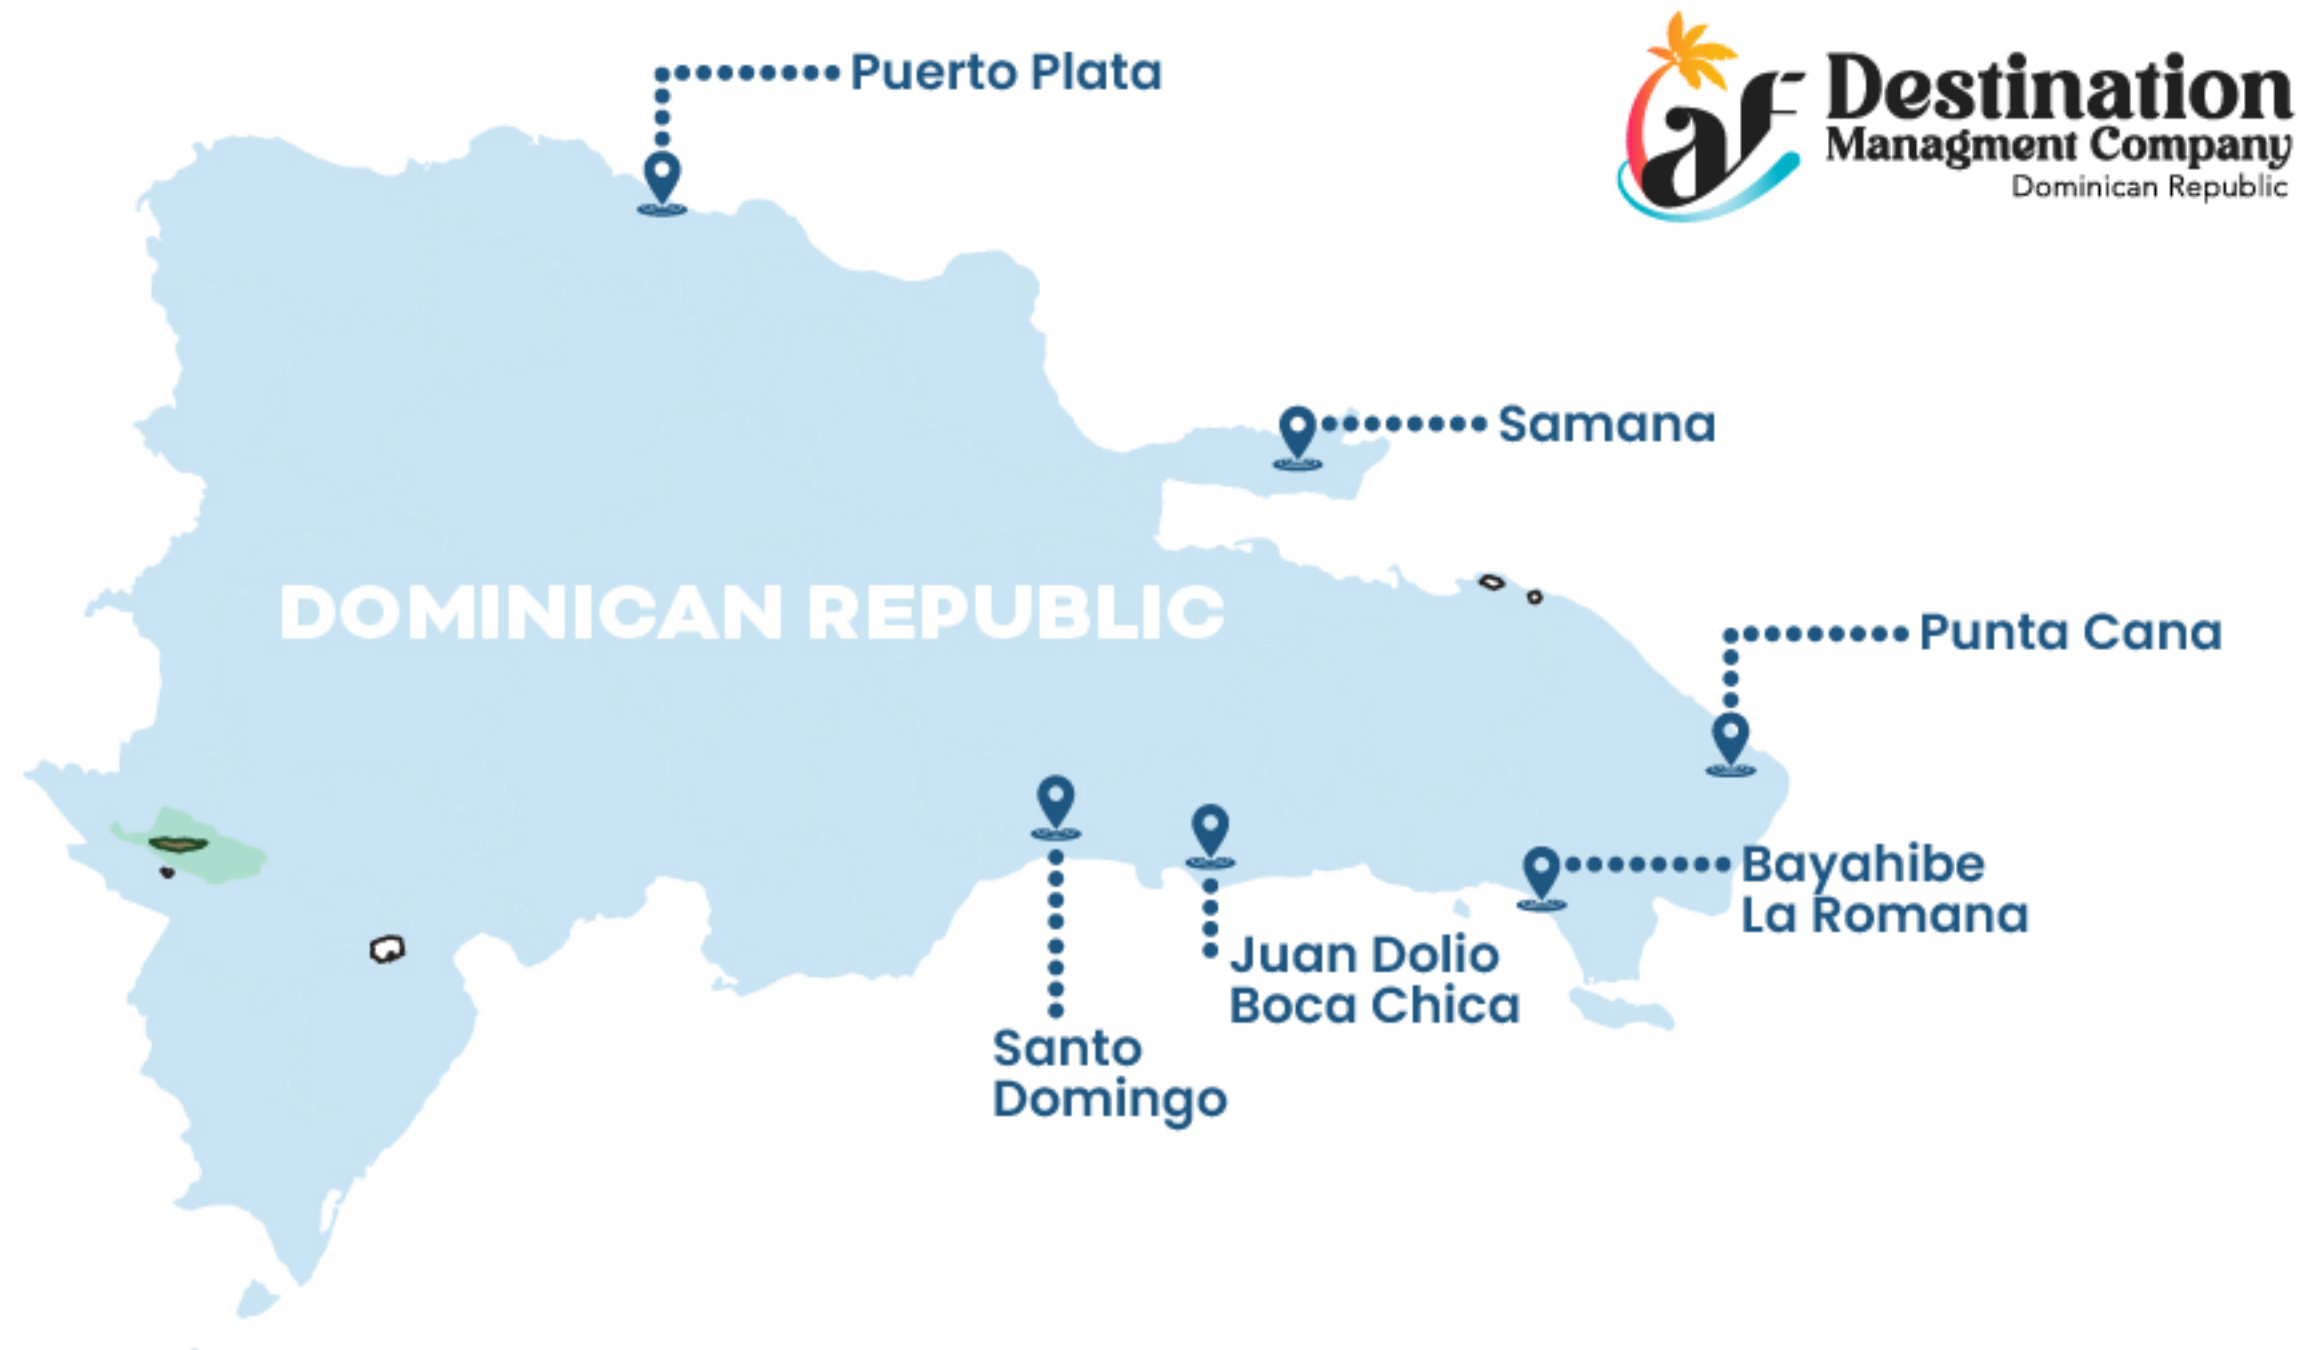 Puerto Plata
af Destination
Managment Company
Dominican Republic
Samana
DOMINICAN REPUBLIC
Punta Cana
Bayahibe
La Romana
Juan Dolio
Boca Chica
Santo
Domingo